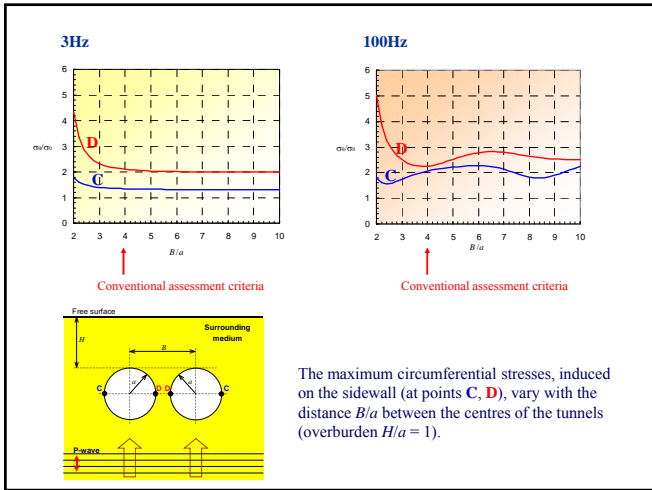 3Hz
100Hz
6
5
4
3
2
1
0
σθ/σ0
D
C
2 3 4 5 6 7 8 9 10
B/a
Conventional assessment criteria
6
5
4
3
2
1
0
σθ/σ0
D
C
2 3 4 5 6 7 8 9 10
B/a
Conventional assessment criteria
Free surface
Surrounding
medium
H
B
a
a
C D D C
P-wave
The maximum circumferential stresses, induced
on the sidewall (at points C, D), vary with the
distance B/a between the centres of the tunnels
(overburden H/a = 1).